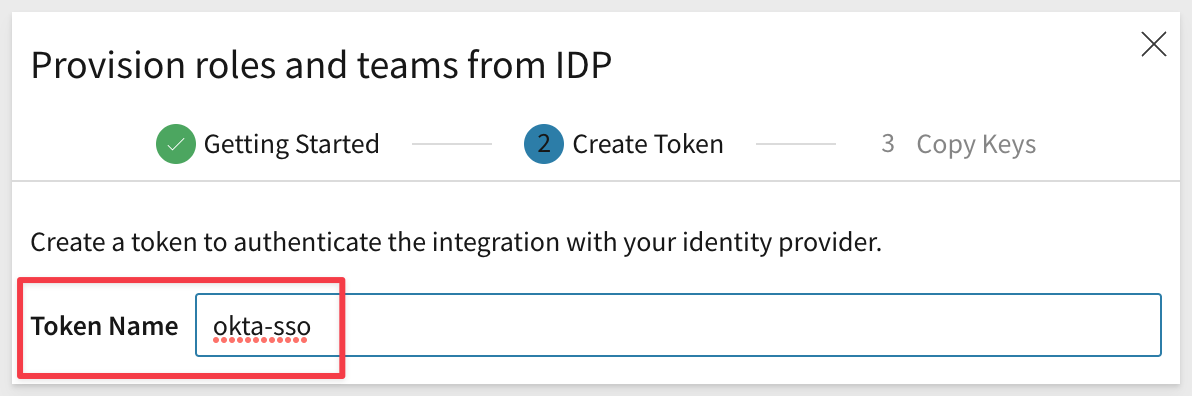 Provision roles and teams from IDP
Getting Started 2 Create Token 3 Copy Keys
Create a token to authenticate the integration with your identity provider.
Token Name okta-sso